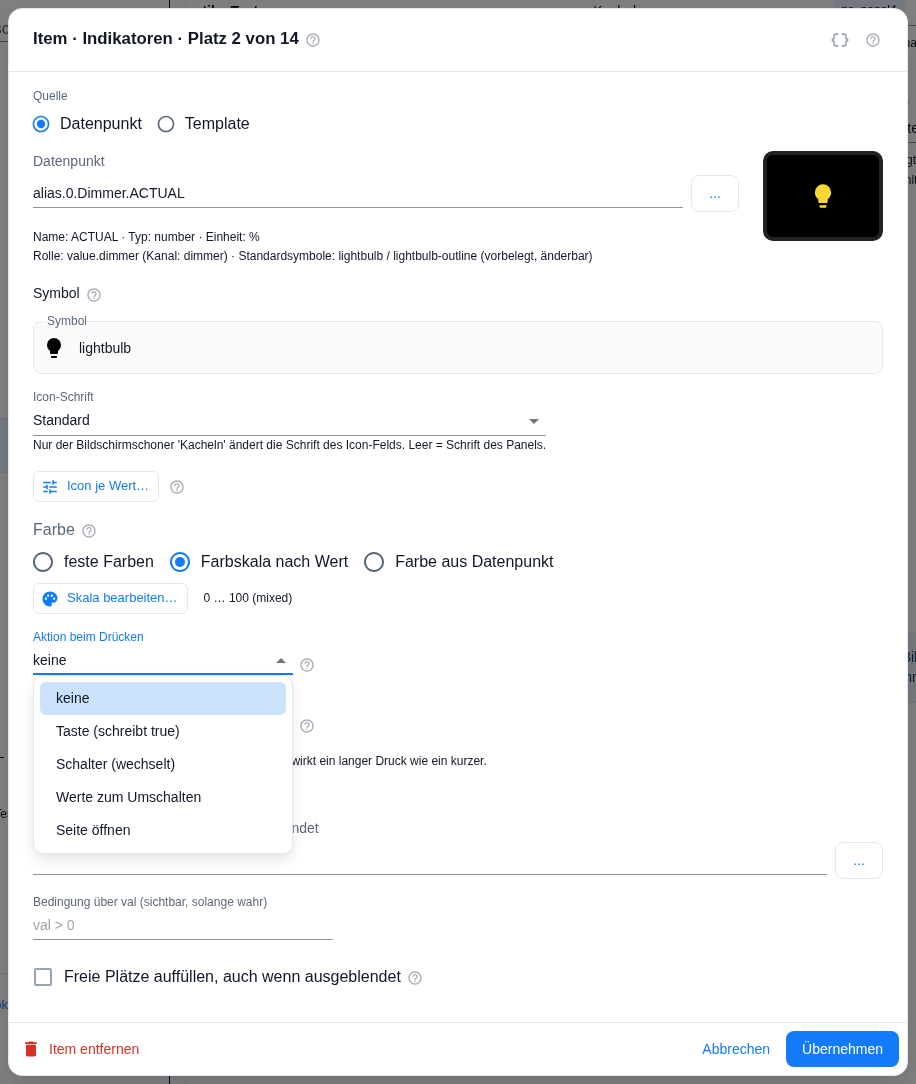 Item · Indikatoren · Platz 2 von 14
Quelle
Datenpunkt
Template
Datenpunkt
alias.0.Dimmer.ACTUAL
...
Name: ACTUAL · Typ: number · Einheit: %
Rolle: value.dimmer (Kanal: dimmer) · Standardsymbole: lightbulb / lightbulb-outline (vorbelegt, änderbar)
Symbol
Symbol
lightbulb
Icon-Schrift
Standard
Nur der Bildschirmschoner 'Kacheln' ändert die Schrift des Icon-Felds. Leer = Schrift des Panels.
Icon je Wert…
Farbe
feste Farben
Farbskala nach Wert
Farbe aus Datenpunkt
Skala bearbeiten…
0 … 100 (mixed)
Aktion beim Drücken
keine
keine
Taste (schreibt true)
Schalter (wechselt)
wirkt ein langer Druck wie ein kurzer.
Werte zum Umschalten
Seite öffnen
ndet
...
Bedingung über val (sichtbar, solange wahr)
val > 0
Freie Plätze auffüllen, auch wenn ausgeblendet
Item entfernen
Abbrechen
Übernehmen